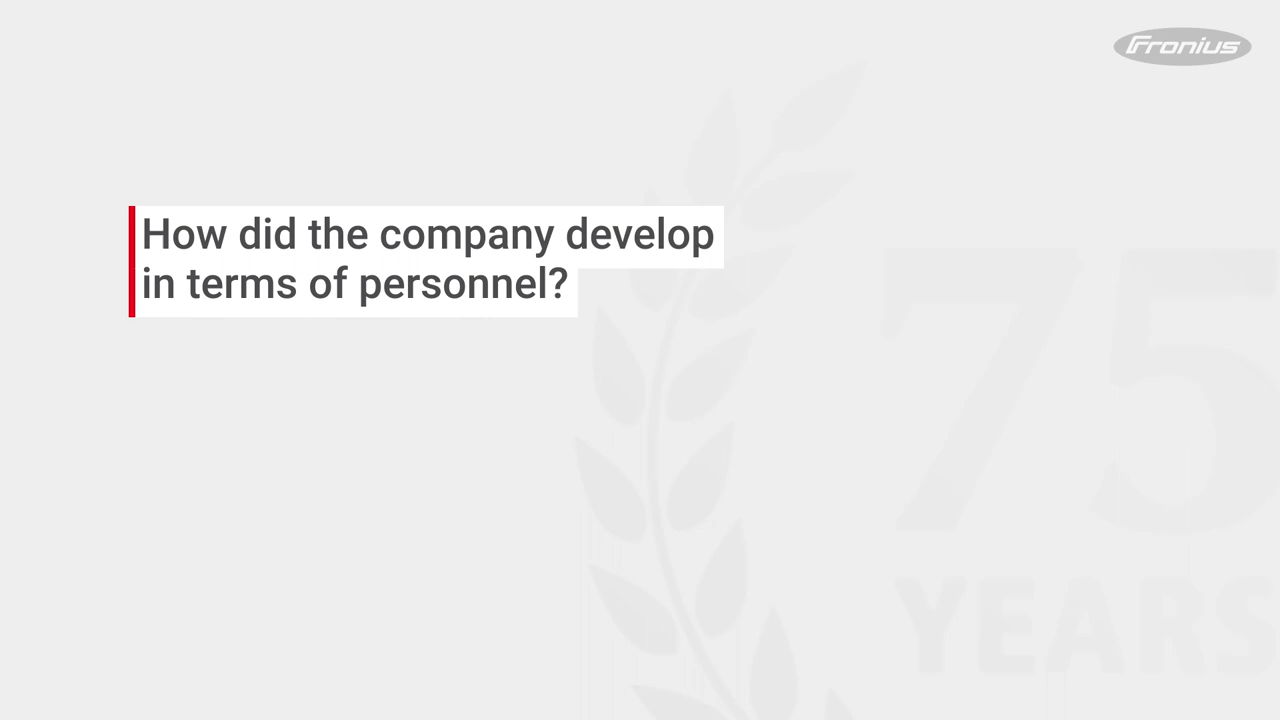 Fronius
How did the company develop
in terms of personnel?
75
YEARS